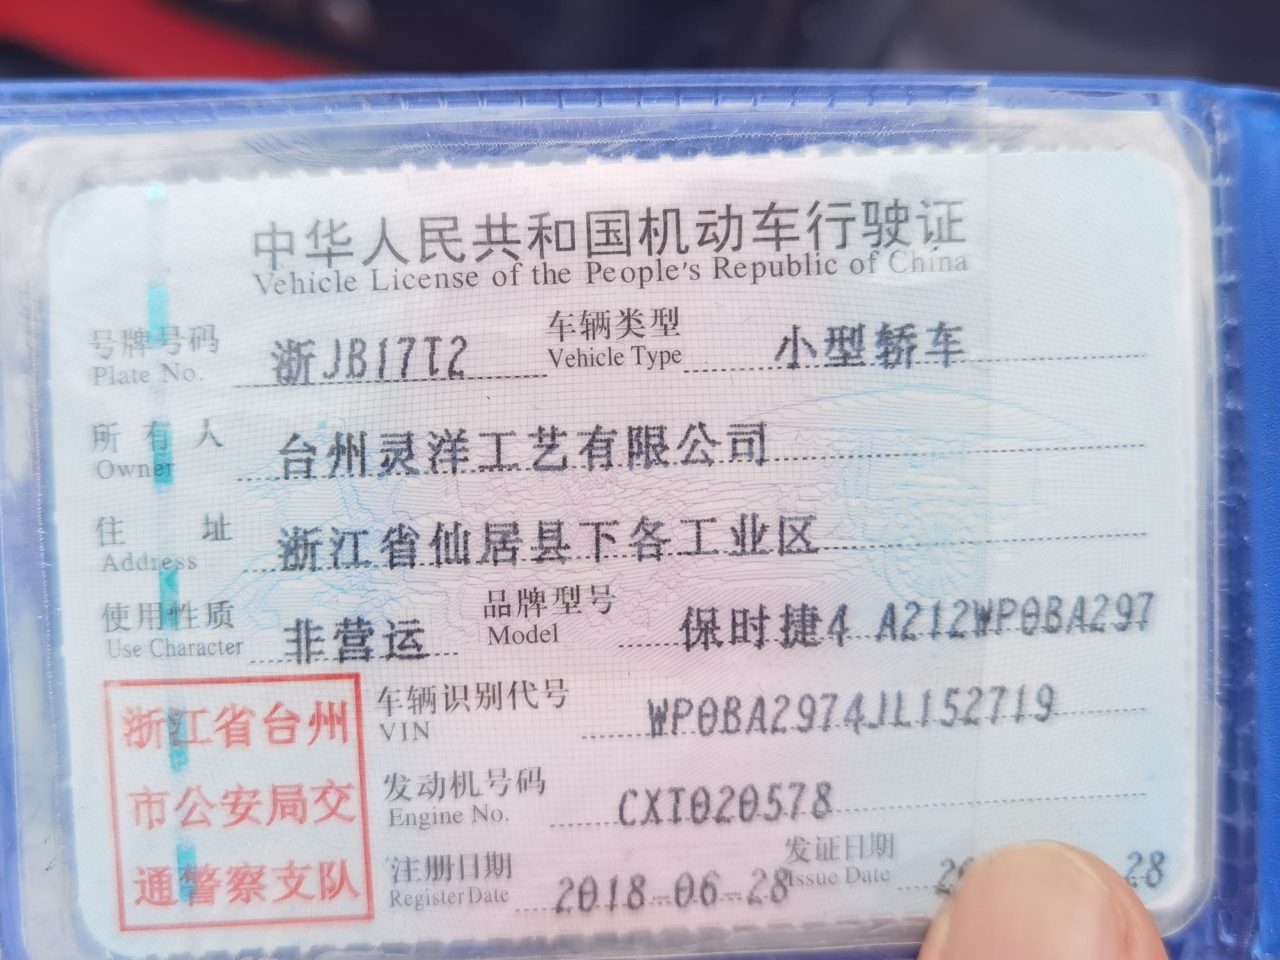 中华人民共和国机动车行驶证
Vehicle License of the People's Republic of China
号牌号码 浙JB17T2 车辆类型 小型轿车
Plate No. Vehicle Type
所有人 台州灵洋工艺有限公司
Owner
住址 浙江省仙居县下各工业区
Address
使用性质 非营运 品牌型号 保时捷4 A212WP0BA297
Use Character Model
浙江省台州
市公安局交
通警察支队
车辆识别代号 WP0BA2974JL152719
VIN
发动机号码 CXT020578
Engine No.
注册日期 2018-06-28 发证日期 28
Register Date Issue Date